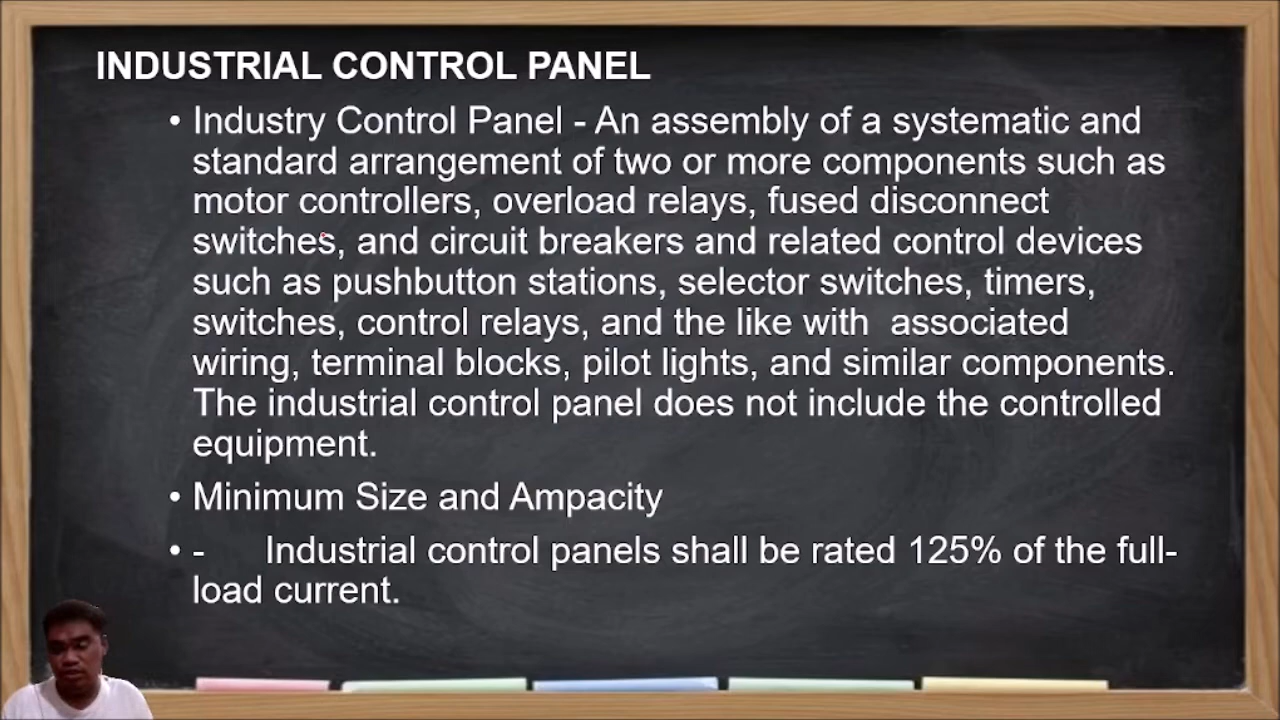 INDUSTRIAL CONTROL PANEL
• Industry Control Panel - An assembly of a systematic and
standard arrangement of two or more components such as
motor controllers, overload relays, fused disconnect
switches, and circuit breakers and related control devices
such as pushbutton stations, selector switches, timers,
switches, control relays, and the like with  associated
wiring, terminal blocks, pilot lights, and similar components.
The industrial control panel does not include the controlled
equipment.
• Minimum Size and Ampacity
• - Industrial control panels shall be rated 125% of the full-
load current.